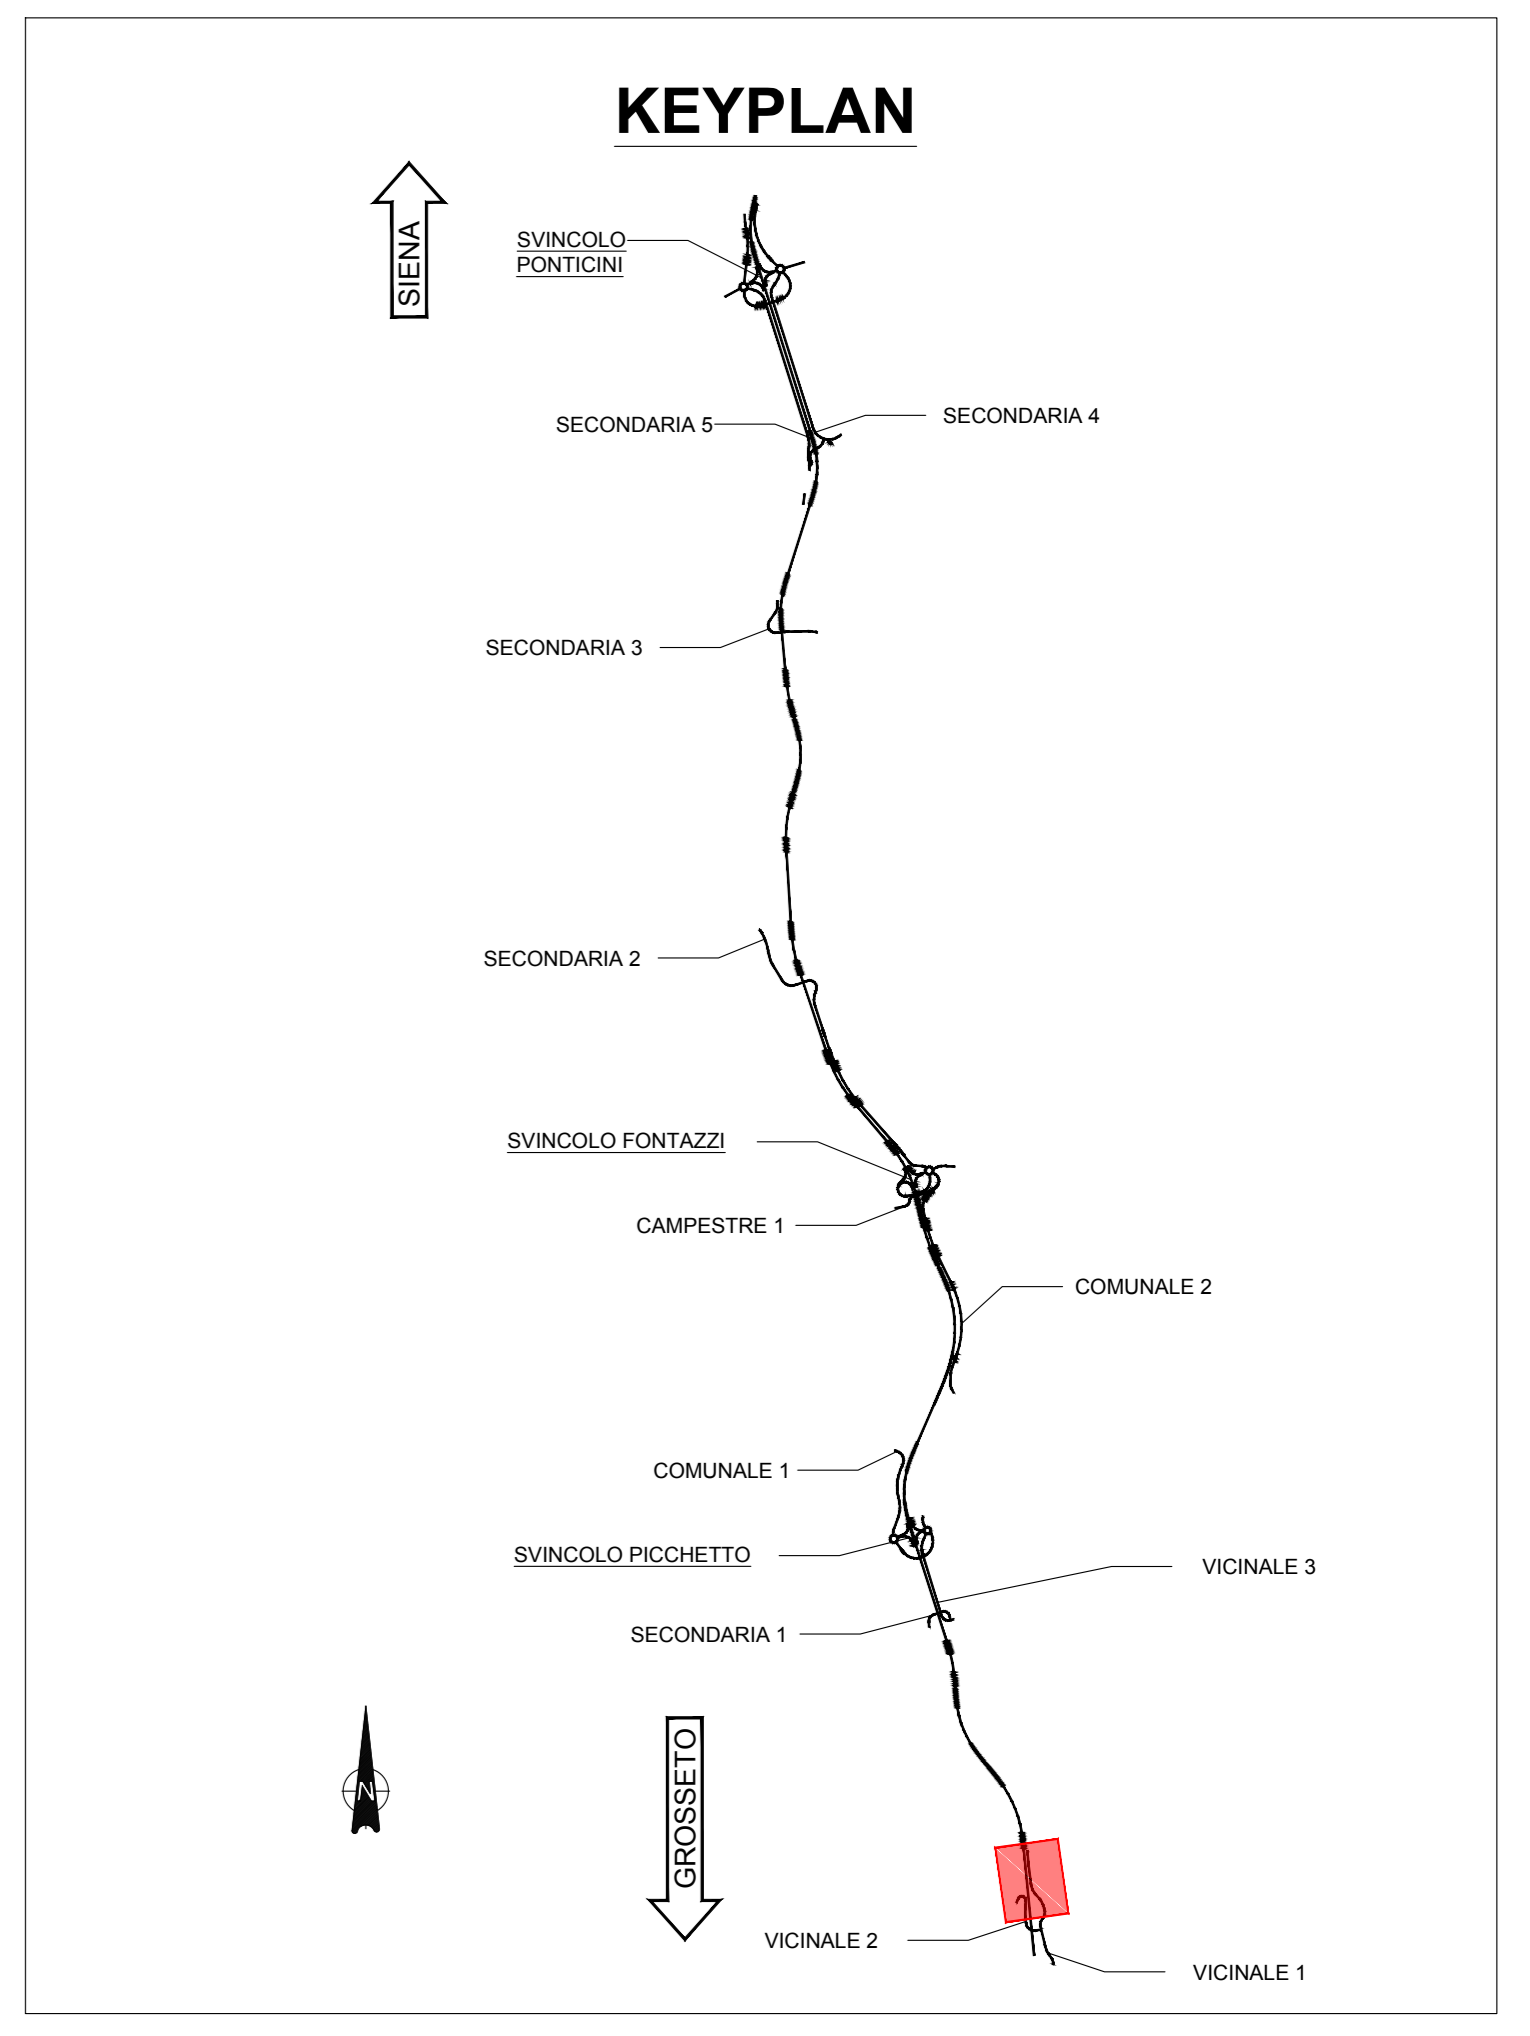 KEYPLAN
SIENA
SVINCOLO
PONTICINI
SECONDARIA 4
SECONDARIA 5
SECONDARIA 3
SECONDARIA 2
SVINCOLO FONTAZZI
CAMPESTRE 1
COMUNALE 2
COMUNALE 1
SVINCOLO PICCHETTO
VICINALE 3
SECONDARIA 1
GROSSETO
N
VICINALE 2
VICINALE 1